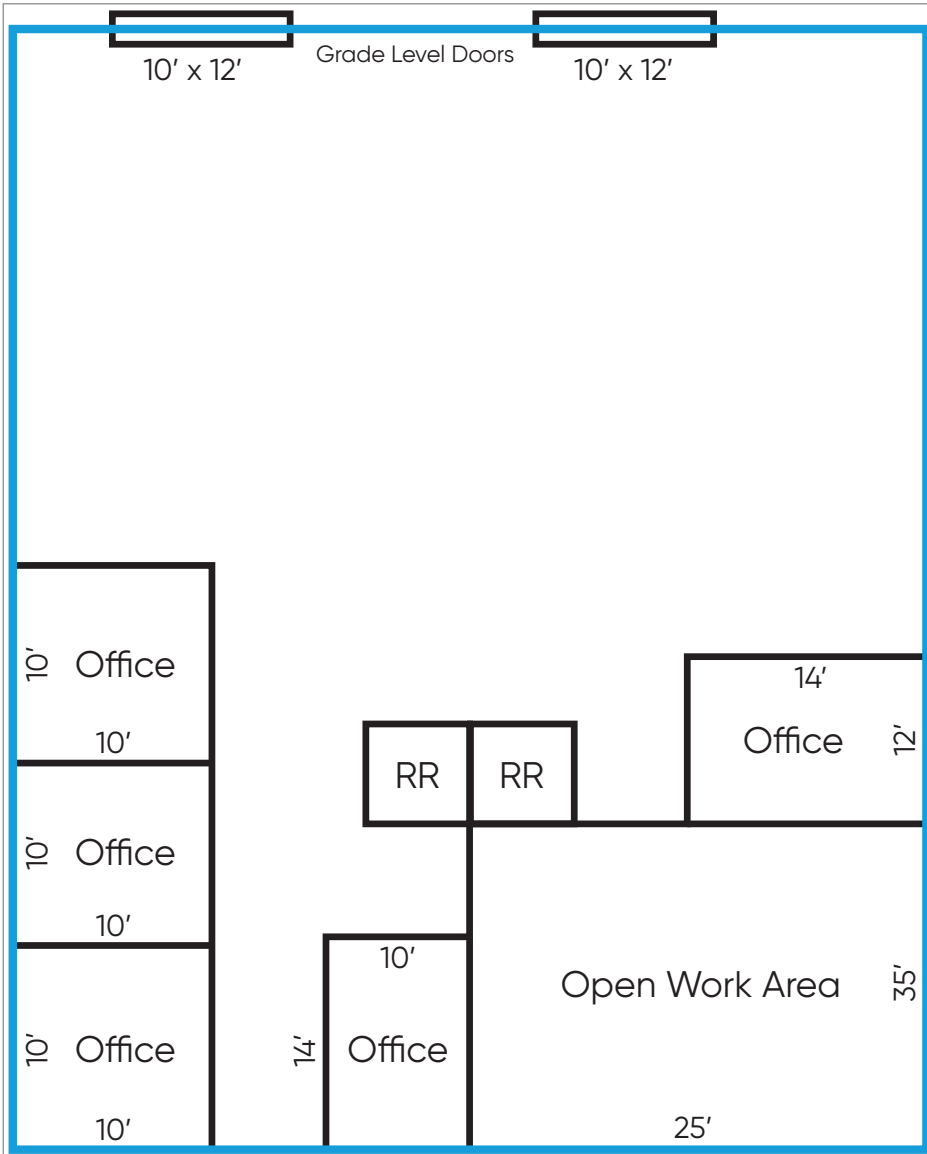 Grade Level Doors
10' x 12'
10' x 12'
10'
Office
10'
14'
Office
12'
RR
RR
10'
Office
10'
10'
Open Work Area
35'
10'
Office
10'
14'
Office
25'